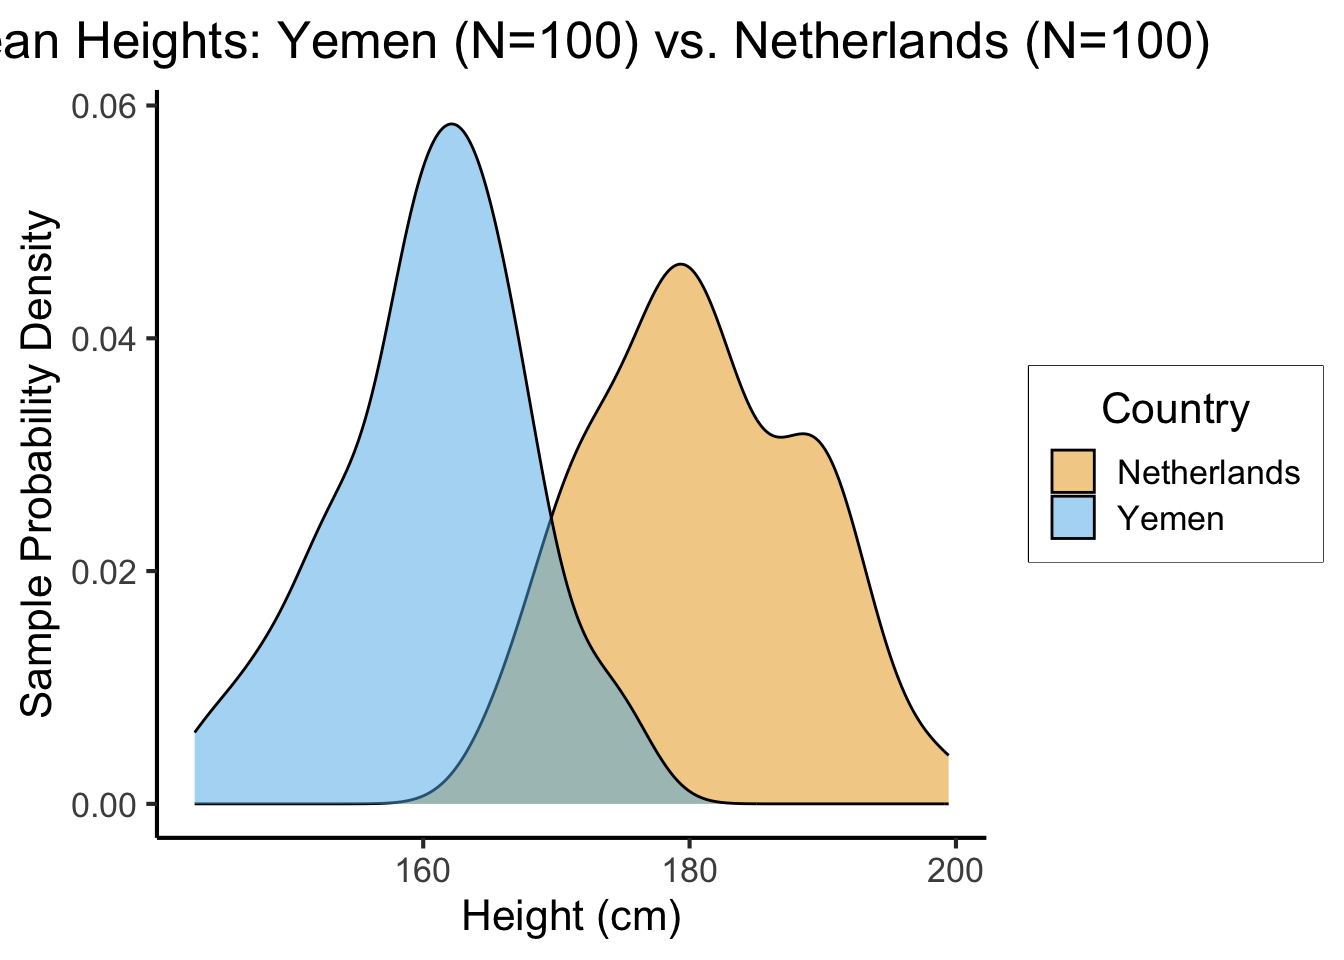 ean Heights: Yemen (N=100) vs. Netherlands (N=100)
0.06
0.04
0.02
0.00
Sample Probability Density
160 180 200
Height (cm)
Country
Netherlands
Yemen